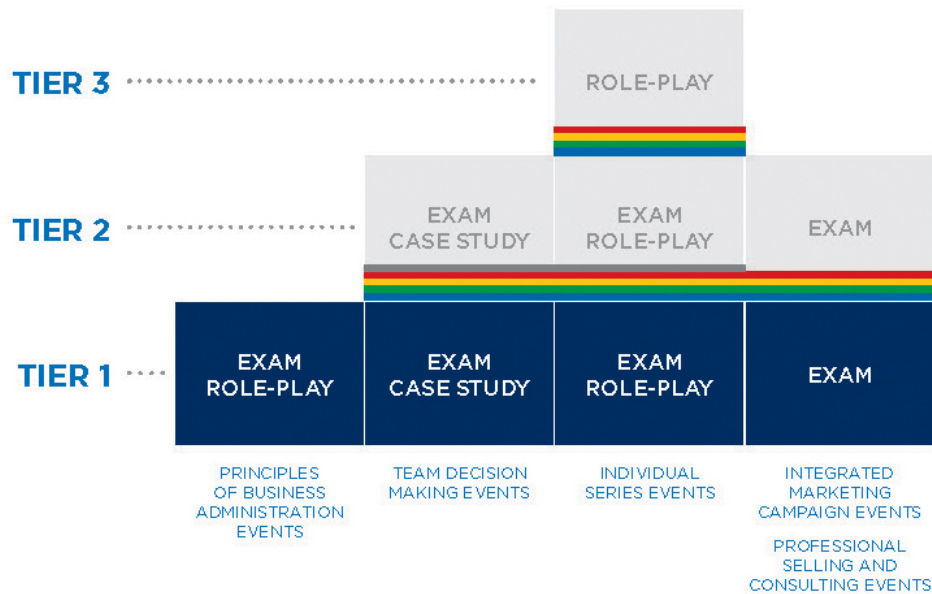 TIER 3
ROLE-PLAY
TIER 2
EXAM
CASE STUDY
EXAM
ROLE-PLAY
EXAM
TIER 1
EXAM
ROLE-PLAY
EXAM
CASE STUDY
EXAM
ROLE-PLAY
EXAM
PRINCIPLES
OF BUSINESS
ADMINISTRATION
EVENTS
TEAM DECISION
MAKING EVENTS
INDIVIDUAL
SERIES EVENTS
INTEGRATED
MARKETING
CAMPAIGN EVENTS
PROFESSIONAL
SELLING AND
CONSULTING EVENTS